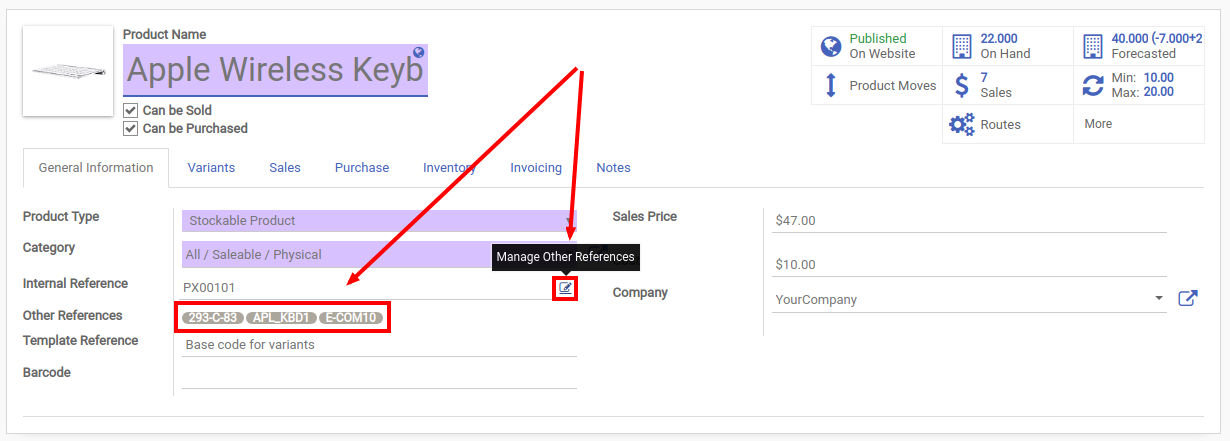 Product Name
Apple Wireless Keyb
Can be Sold
Can be Purchased
Published
On Website
22.000
On Hand
40.000 (-7.000+2
Forecasted
Product Moves
7
Sales
Min: 10.00
Max: 20.00
Routes
More
General Information Variants Sales Purchase Inventory Invoicing Notes
Product Type Stockable Product
Sales Price $47.00
Category All / Saleable / Physical
Manage Other References
$10.00
Internal Reference PX00101
Company YourCompany
Other References 293-C-83 APL_KBD1 E-COM10
Template Reference Base code for variants
Barcode